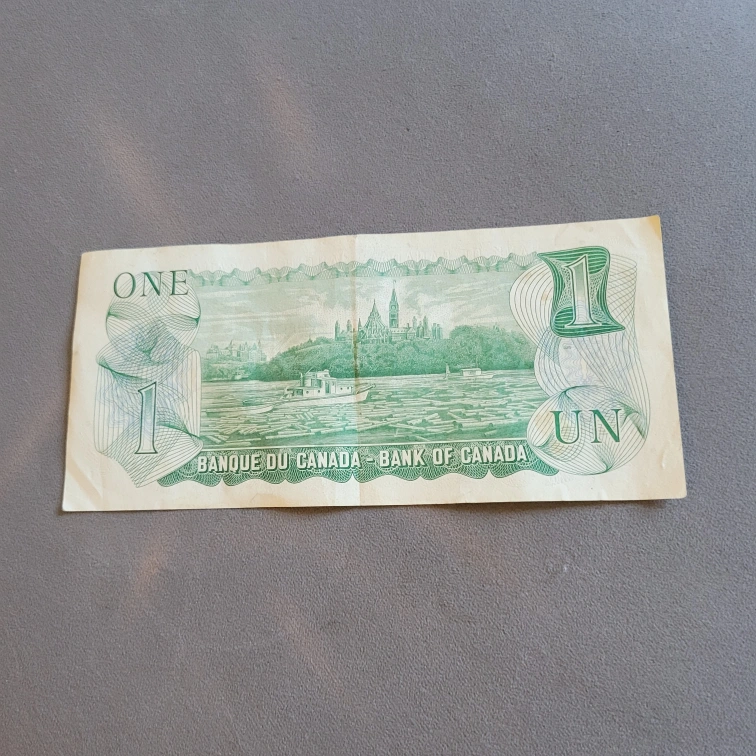 ONE
1
1
UN
BANQUE DU CANADA - BANK OF CANADA